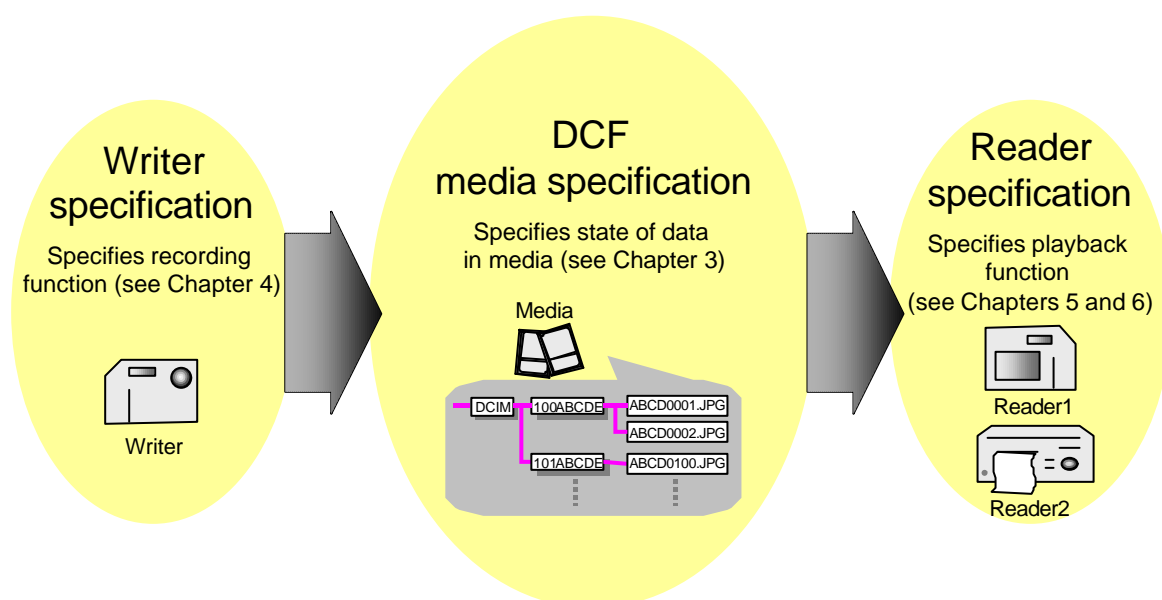 Writer
specification
Specifies recording
function (see Chapter 4)
Writer
DCF
media specification
Specifies state of data
in media (see Chapter 3)
Media
DCIM
100ABCDE
ABCD0001.JPG
ABCD0002.JPG
101ABCDE
ABCD0100.JPG
Reader
specification
Specifies playback
function
(see Chapters 5 and 6)
Reader1
Reader2